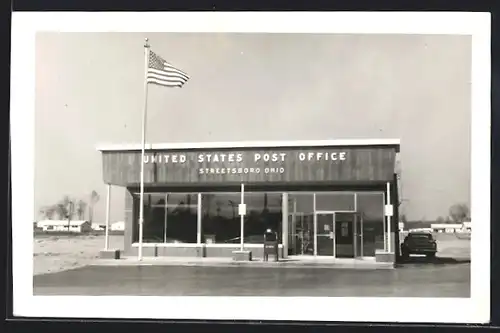 UNITED STATES POST OFFICE
STREETSBORO OHIO